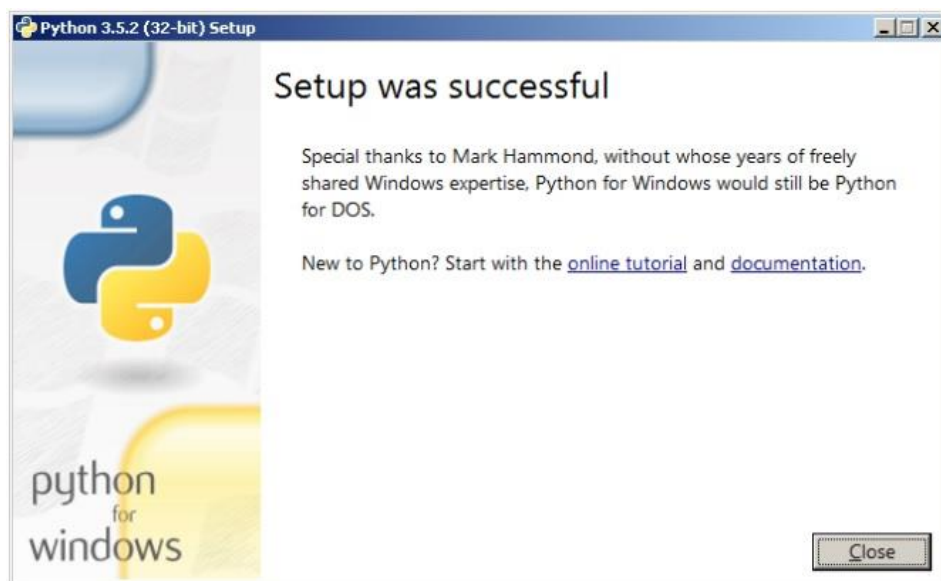 Python 3.5.2 (32-bit) Setup
Setup was successful
Special thanks to Mark Hammond, without whose years of freely
shared Windows expertise, Python for Windows would still be Python
for DOS.
New to Python? Start with the online tutorial and documentation.
python
for
windows
Close